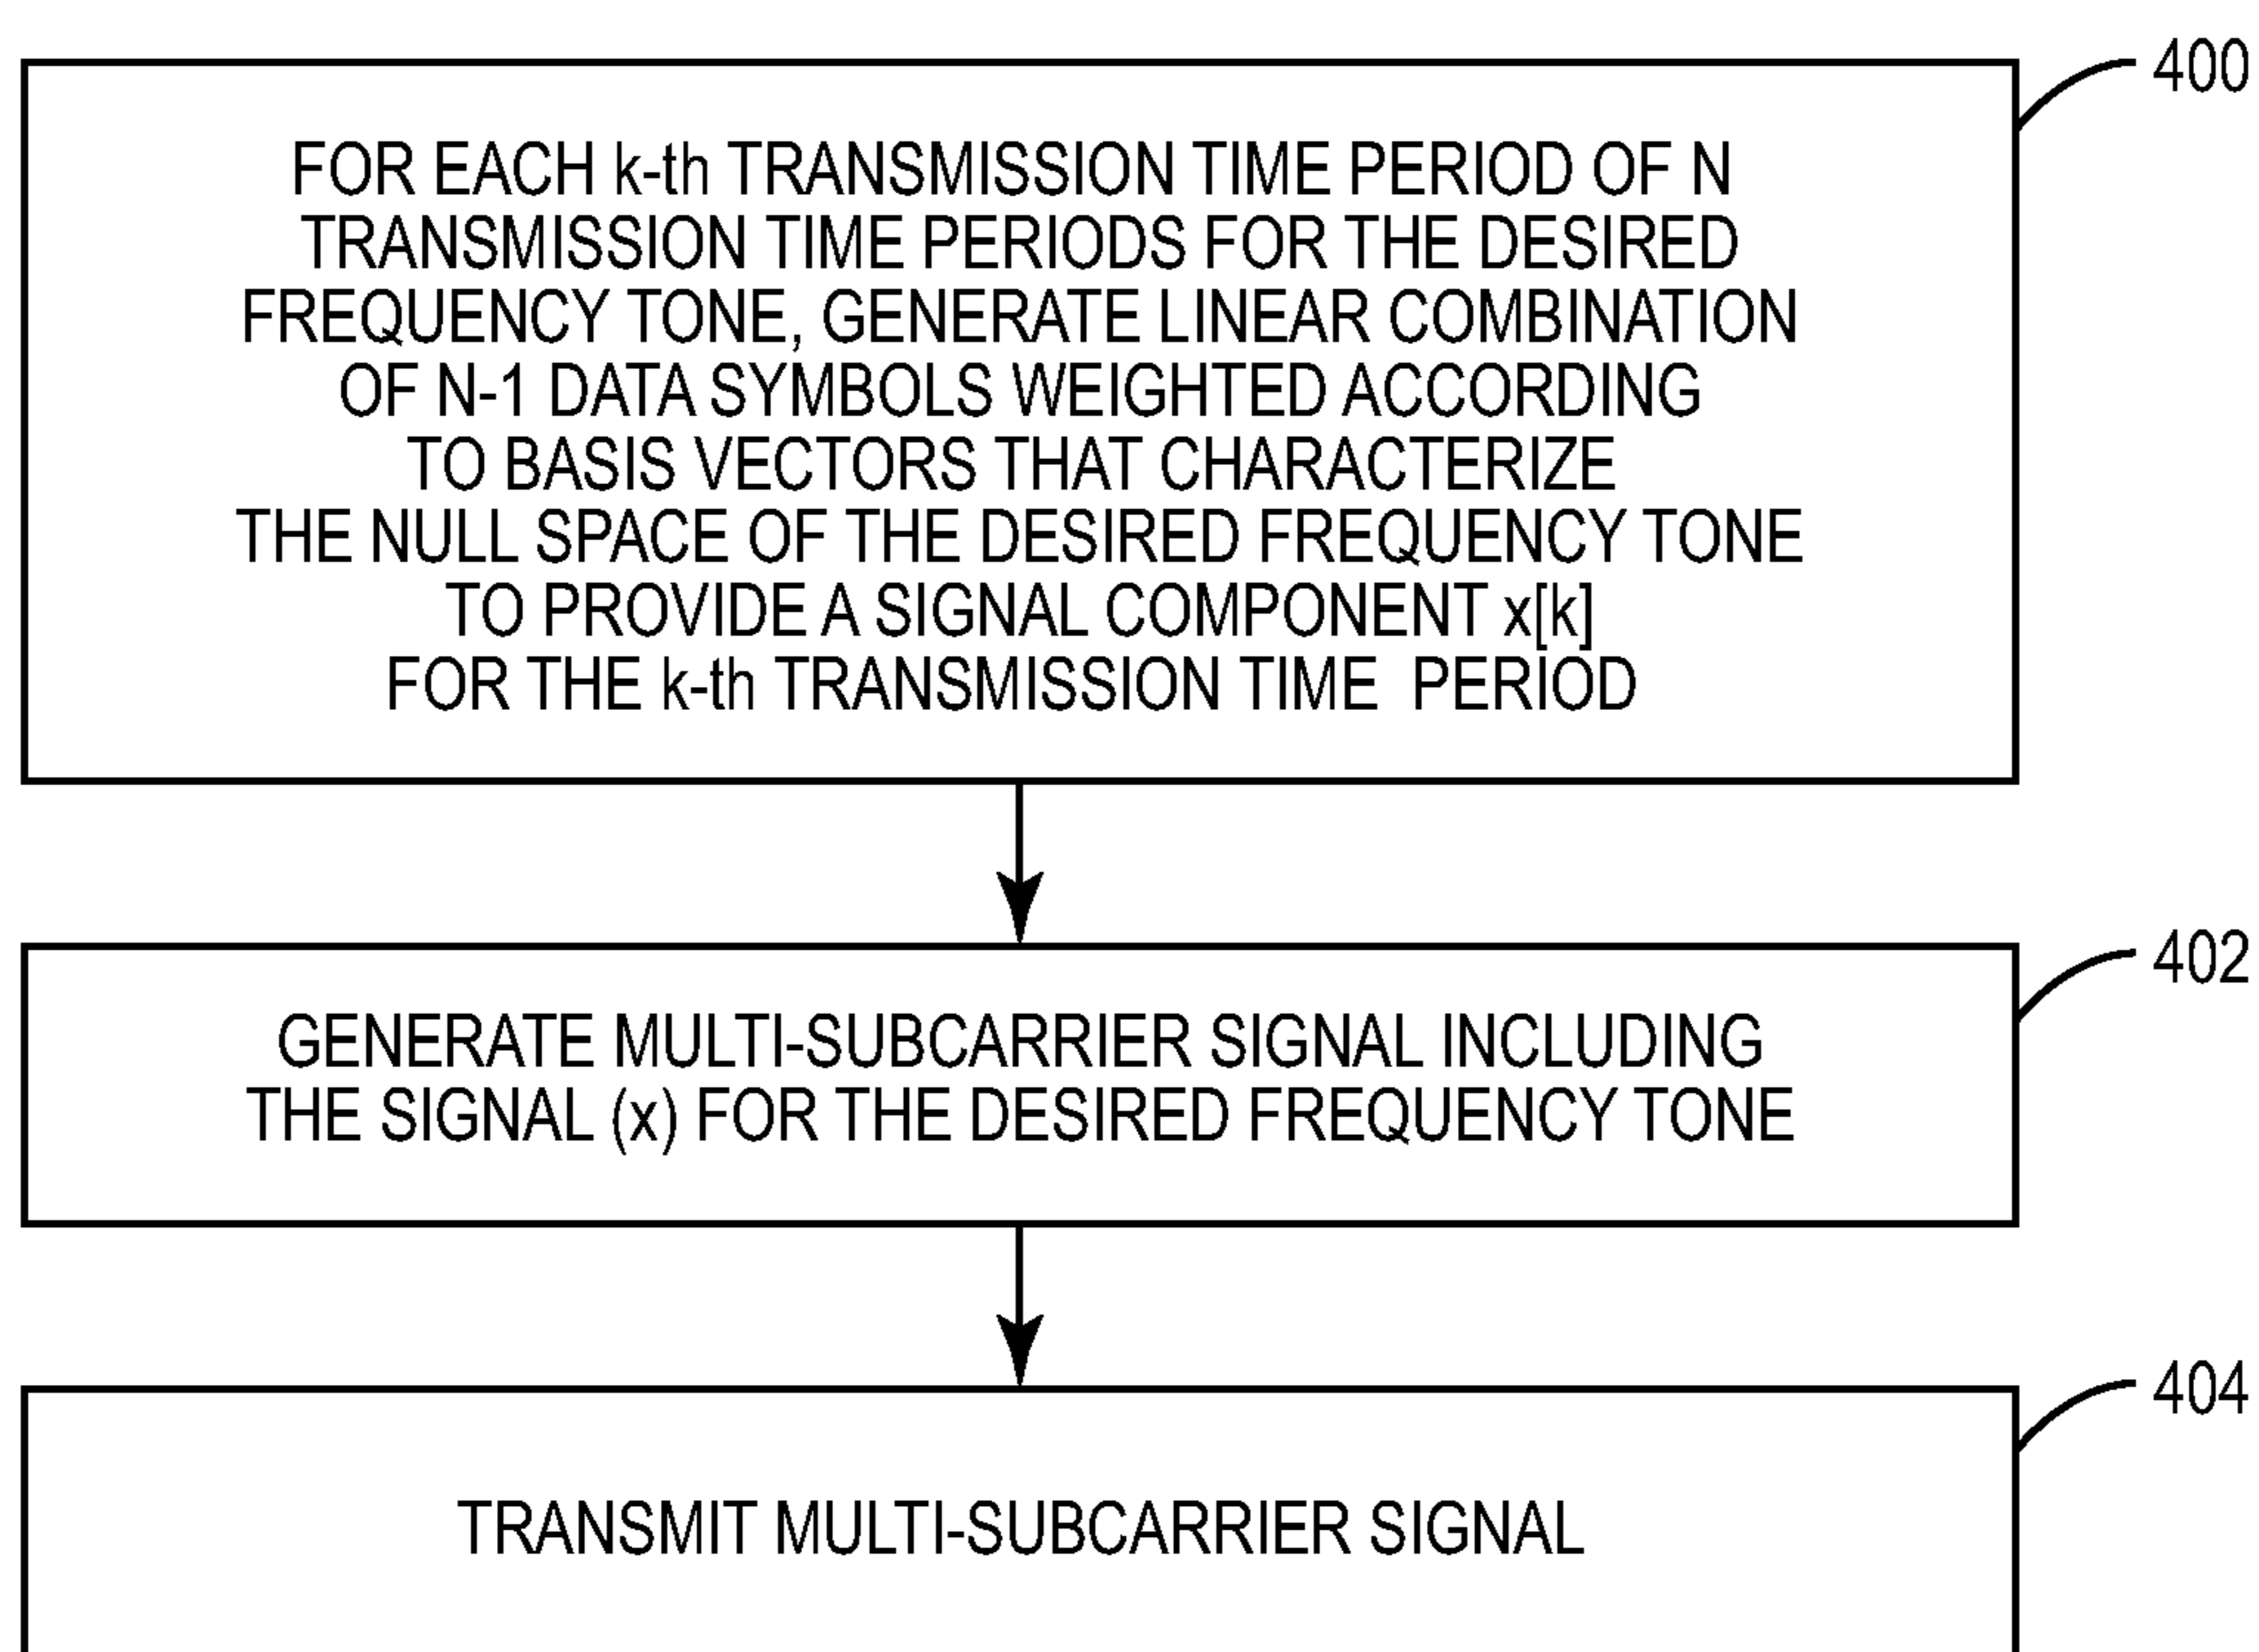 400
FOR EACH k-th TRANSMISSION TIME PERIOD OF N
TRANSMISSION TIME PERIODS FOR THE DESIRED
FREQUENCY TONE, GENERATE LINEAR COMBINATION
OF N-1 DATA SYMBOLS WEIGHTED ACCORDING
TO BASIS VECTORS THAT CHARACTERIZE
THE NULL SPACE OF THE DESIRED FREQUENCY TONE
TO PROVIDE A SIGNAL COMPONENT x[k]
FOR THE k-th TRANSMISSION TIME PERIOD
402
GENERATE MULTI-SUBCARRIER SIGNAL INCLUDING
THE SIGNAL (x) FOR THE DESIRED FREQUENCY TONE
404
TRANSMIT MULTI-SUBCARRIER SIGNAL